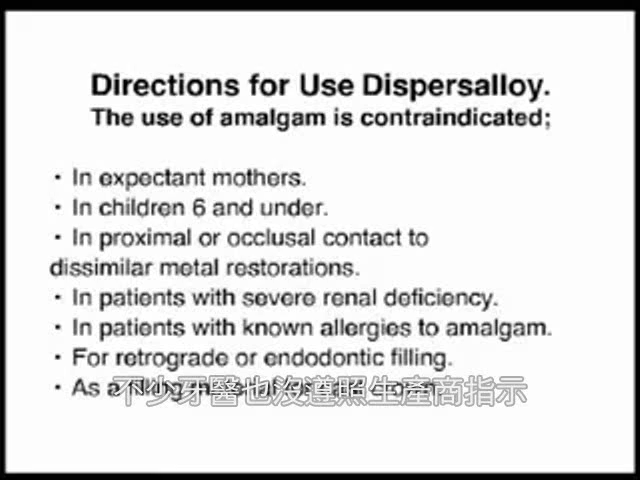 Directions for Use Dispersalloy.
The use of amalgam is contraindicated;
· In expectant mothers.
· In children 6 and under.
· In proximal or occlusal contact to
dissimilar metal restorations.
· In patients with severe renal deficiency.
· In patients with known allergies to amalgam.
· For retrograde or endodontic filling.
· As a filling material
不少牙醫也沒遵照生產商指示